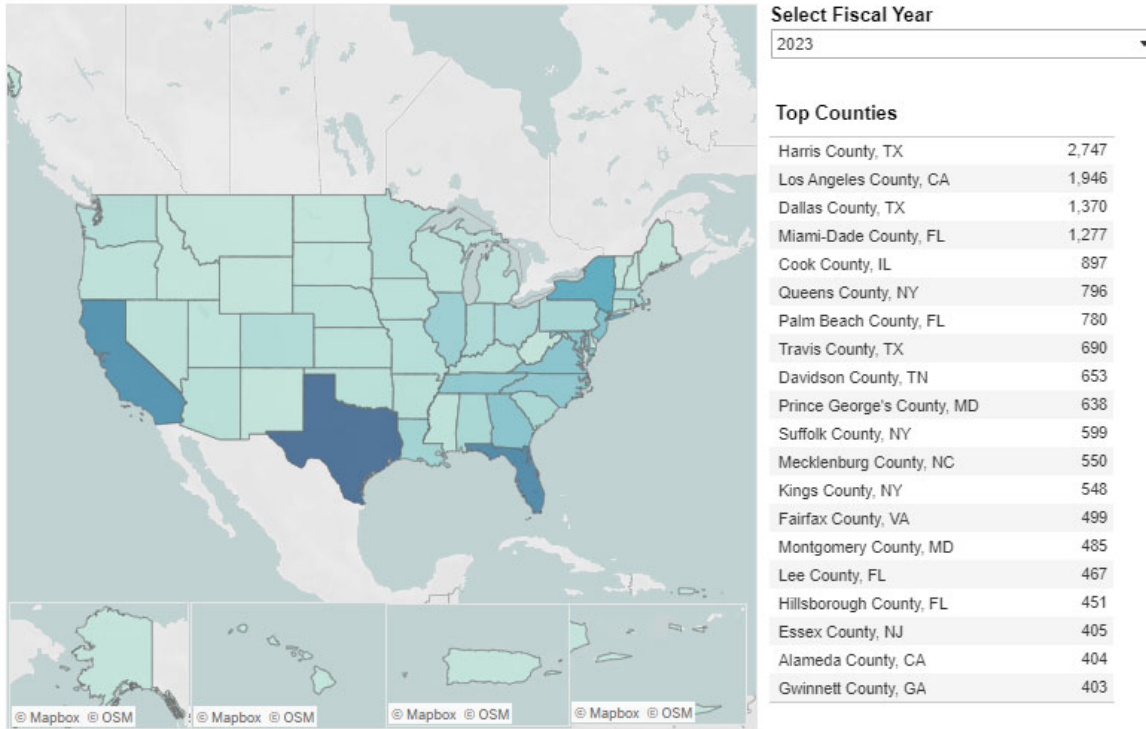 Select Fiscal Year
2023
Top Counties
Harris County, TX 2,747
Los Angeles County, CA 1,946
Dallas County, TX 1,370
Miami-Dade County, FL 1,277
Cook County, IL 897
Queens County, NY 796
Palm Beach County, FL 780
Travis County, TX 690
Davidson County, TN 653
Prince George's County, MD 638
Suffolk County, NY 599
Mecklenburg County, NC 550
Kings County, NY 548
Fairfax County, VA 499
Montgomery County, MD 485
Lee County, FL 467
Hillsborough County, FL 451
Essex County, NJ 405
Alameda County, CA 404
Gwinnett County, GA 403
© Mapbox © OSM
© Mapbox © OSM
© Mapbox © OSM
© Mapbox © OSM